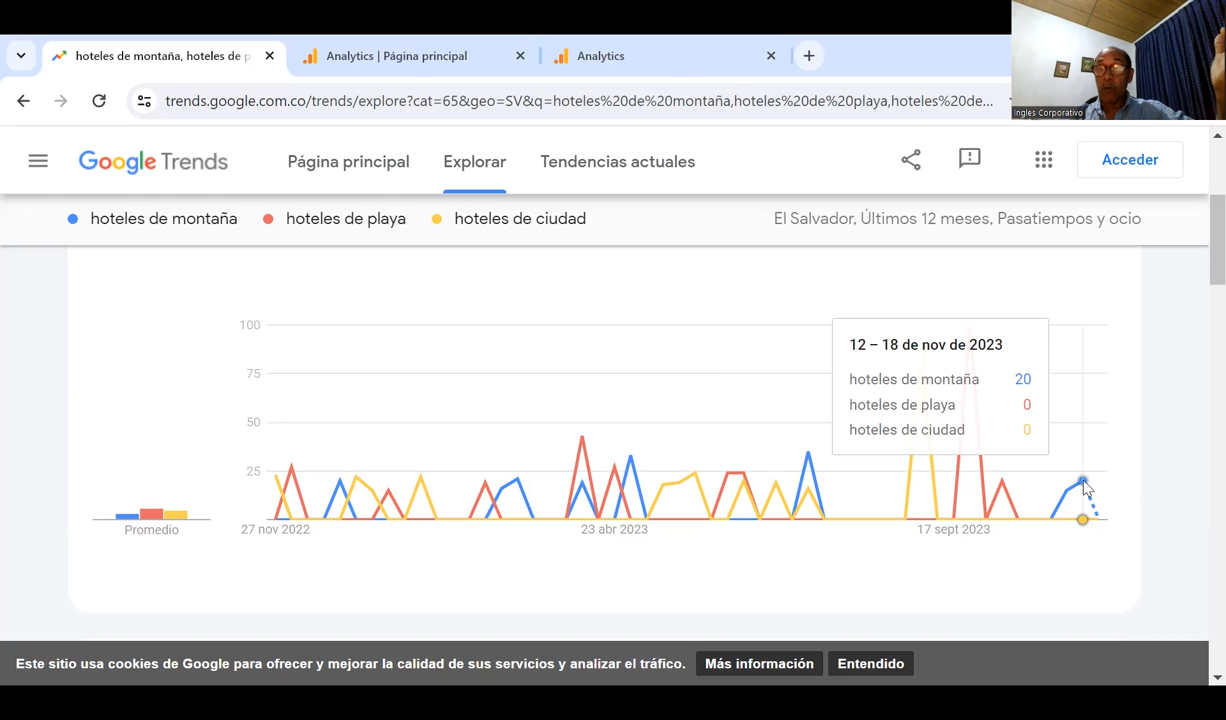 hoteles de montaña, hoteles de p
Analytics | Página principal
Analytics
trends.google.com.co/trends/explore?cat=65&geo=SV&q=hoteles%20de%20montaña,hoteles%20de%20playa,hoteles%20de...
Ingles Corporativo
Google Trends
Página principal
Explorar
Tendencias actuales
Acceder
hoteles de montaña
hoteles de playa
hoteles de ciudad
El Salvador, Últimos 12 meses, Pasatiempos y ocio
100
75
50
25
12 – 18 de nov de 2023
hoteles de montaña 20
hoteles de playa 0
hoteles de ciudad 0
Promedio
27 nov 2022
23 abr 2023
17 sept 2023
Este sitio usa cookies de Google para ofrecer y mejorar la calidad de sus servicios y analizar el tráfico.
Más información
Entendido